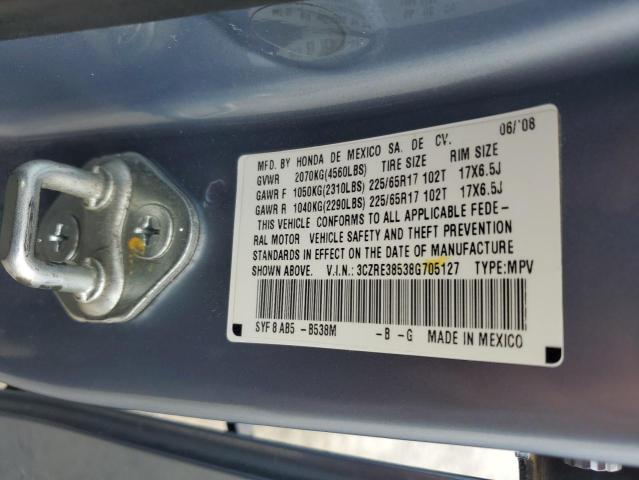 06/'08
MFD. BY HONDA DE MEXICO SA. DE CV.
GVWR 2070KG(4560LBS) TIRE SIZE RIM SIZE
GAWR F 1050KG(2310LBS) 225/65R17 102T 17X6.5J
GAWR R 1040KG(2290LBS) 225/65R17 102T 17X6.5J
THIS VEHICLE CONFORMS TO ALL APPLICABLE FEDE-
RAL MOTOR VEHICLE SAFETY AND THEFT PREVENTION
STANDARDS IN EFFECT ON THE DATE OF MANUFACTURE
SHOWN ABOVE. V.I.N.: 3CZRE38538G705127 TYPE:MPV
SYF 8 AB5 -B538M -B -G MADE IN MEXICO